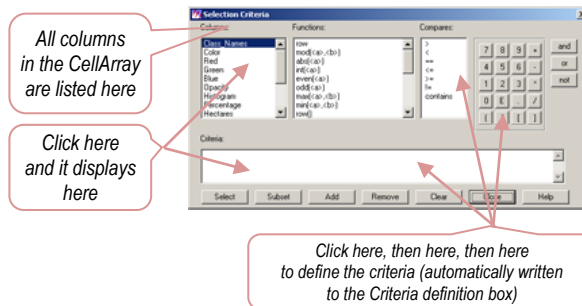 Selection Criteria
Columns: Functions: Compares:
All columns
in the CellArray
are listed here
Class_Names
Color
Red
Green
Blue
Opacity
Histogram
Percentage
Hectares
row
mod(<a>,<b>)
abs(<a>)
int(<a>)
even(<a>)
odd(<a>)
max(<a>,<b>)
min(<a>,<b>)
row()
>
<
==
<=
>=
!=
contains
7 8 9 +
4 5 6 -
1 2 3 *
0 E . /
( ) [ ]
and
or
not
Click here
and it displays
here
Criteria:
Select Subset Add Remove Clear Close Help
Click here, then here, then here
to define the criteria (automatically written
to the Criteria definition box)